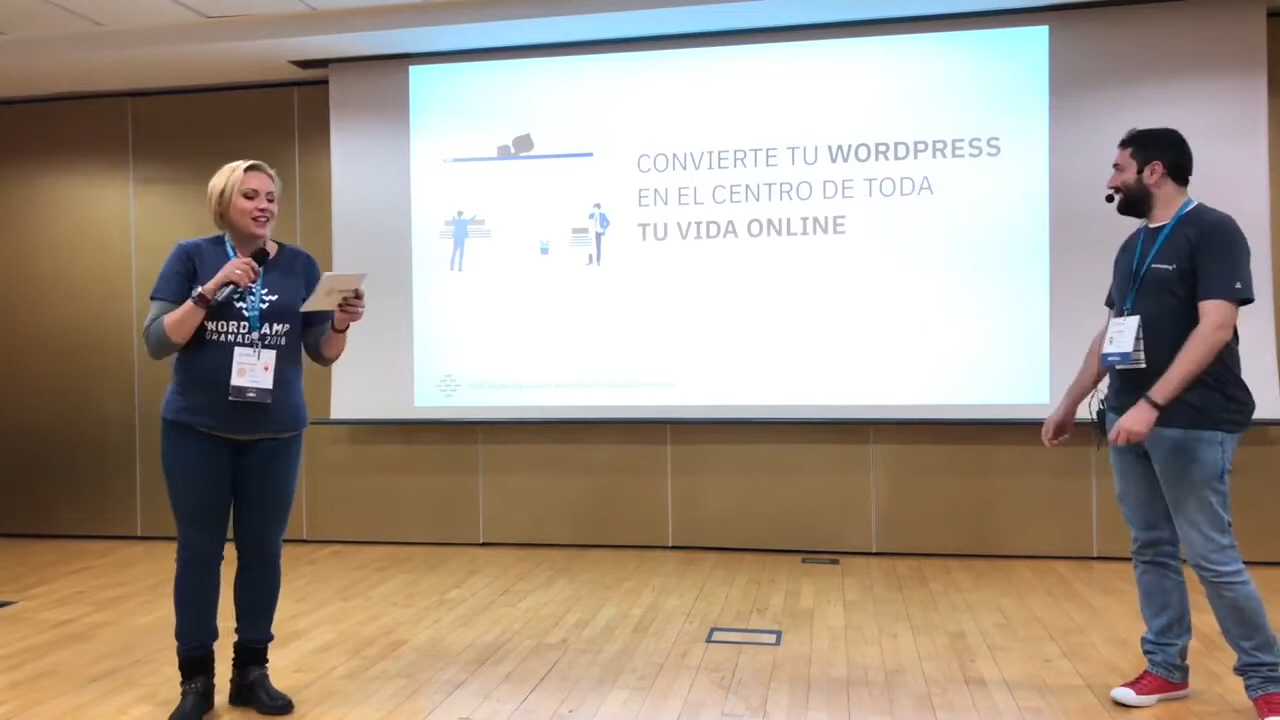 CONVIERTE TU WORDPRESS
EN EL CENTRO DE TODA
TU VIDA ONLINE
WORDCAMP
GRANADA 2018